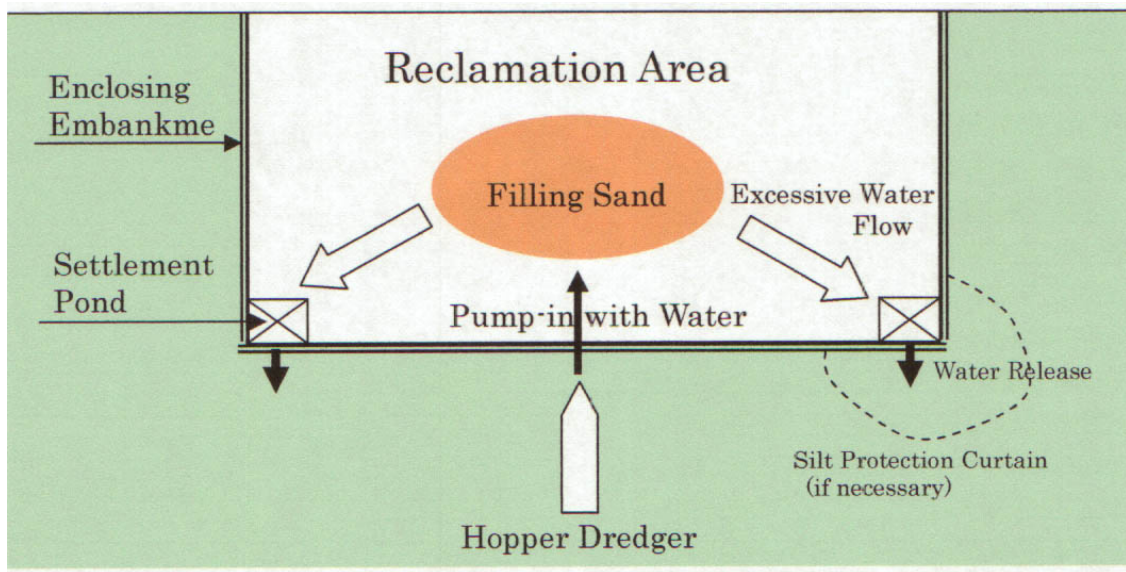 Reclamation Area
Enclosing
Embankme
Filling Sand
Excessive Water
Flow
Settlement
Pond
Pump-in with Water
Water Release
Silt Protection Curtain
(if necessary)
Hopper Dredger